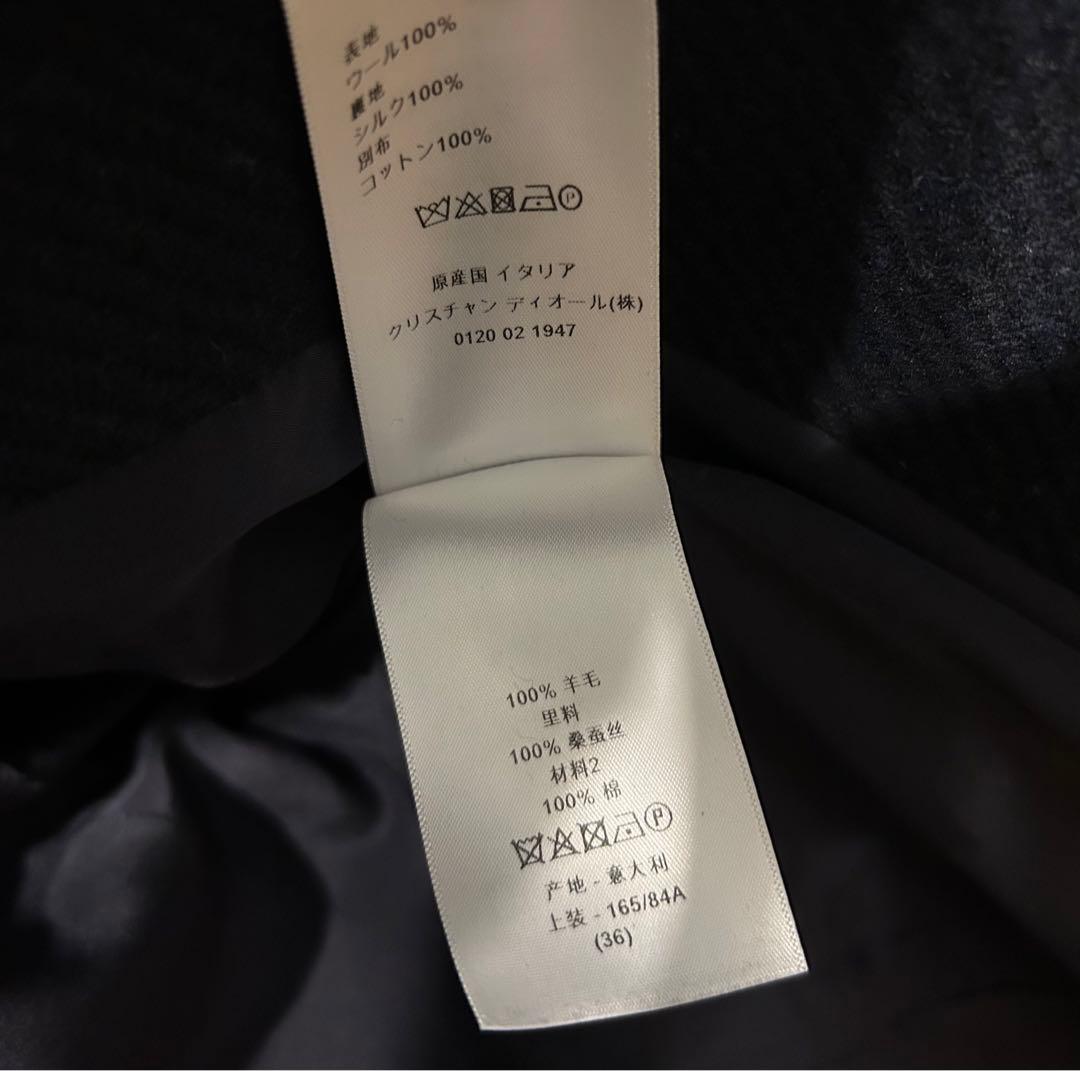 表地
ウール100%
裏地
シルク100%
別布
コットン100%
P
原産国 イタリア
クリスチャン ディオール(株)
0120 02 1947
100% 羊毛
里料
100% 桑蚕丝
材料2
100% 棉
P
产地 - 意大利
上装 - 165/84A
(36)